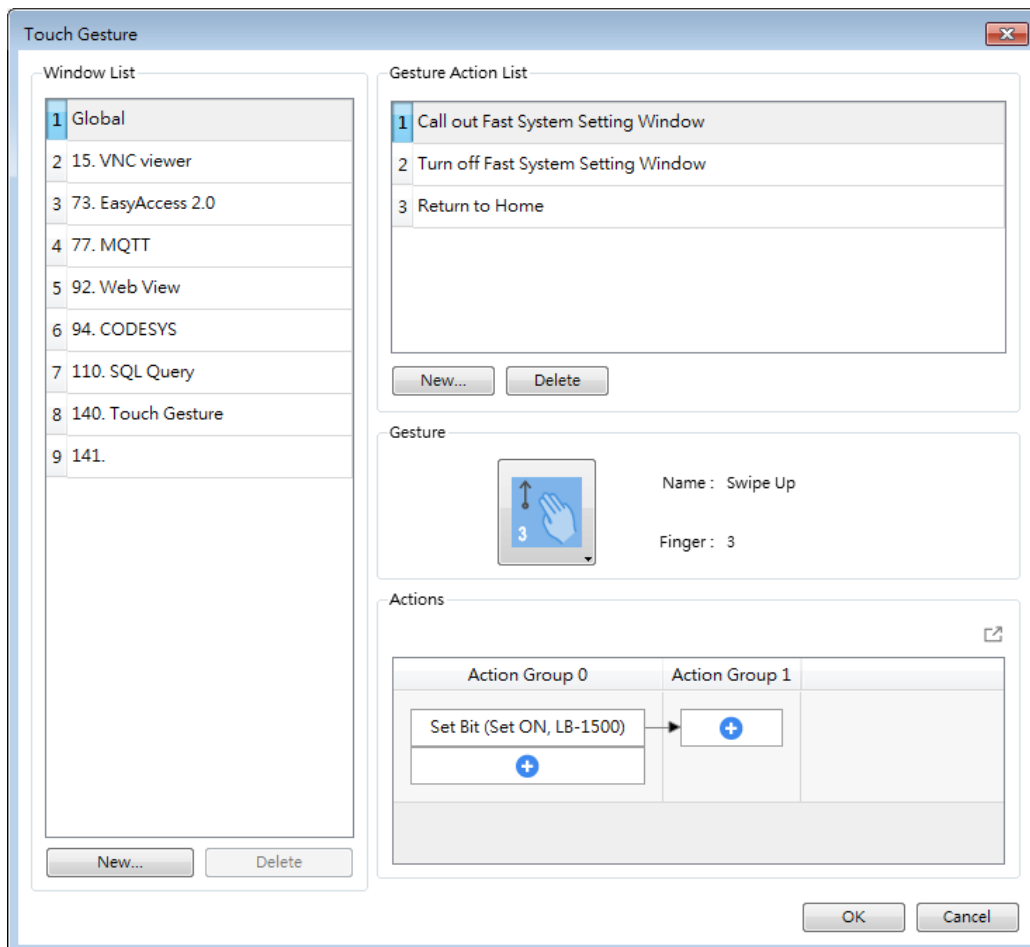 Touch Gesture
Window List
1 Global
2 15. VNC viewer
3 73. EasyAccess 2.0
4 77. MQTT
5 92. Web View
6 94. CODESYS
7 110. SQL Query
8 140. Touch Gesture
9 141.
New...
Delete
Gesture Action List
1 Call out Fast System Setting Window
2 Turn off Fast System Setting Window
3 Return to Home
New...
Delete
Gesture
3
Name : Swipe Up
Finger : 3
Actions
Action Group 0
Action Group 1
Set Bit (Set ON, LB-1500)
OK
Cancel